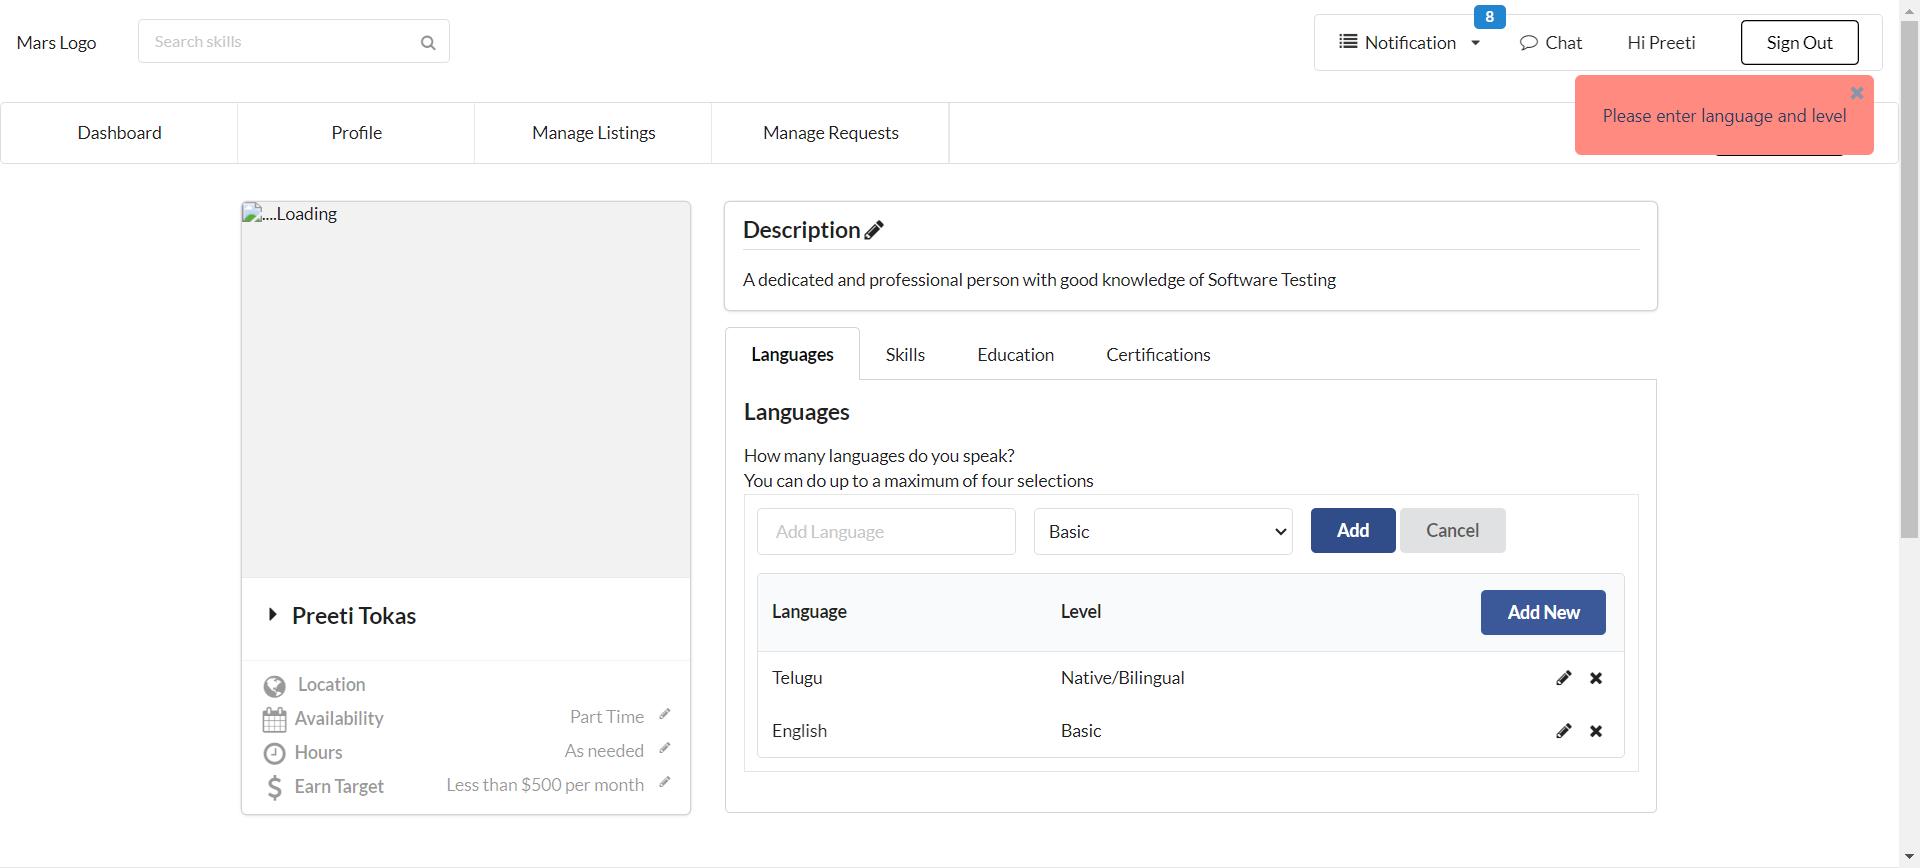 8
Mars Logo
Search skills
Notification
Chat
Hi Preeti
Sign Out
Please enter language and level
Dashboard
Profile
Manage Listings
Manage Requests
....Loading
Preeti Tokas
Location
Availability Part Time
Hours As needed
Earn Target Less than $500 per month
Description
A dedicated and professional person with good knowledge of Software Testing
Languages Skills Education Certifications
Languages
How many languages do you speak?
You can do up to a maximum of four selections
Add Language Basic Add Cancel
Language Level Add New
Telugu Native/Bilingual
English Basic